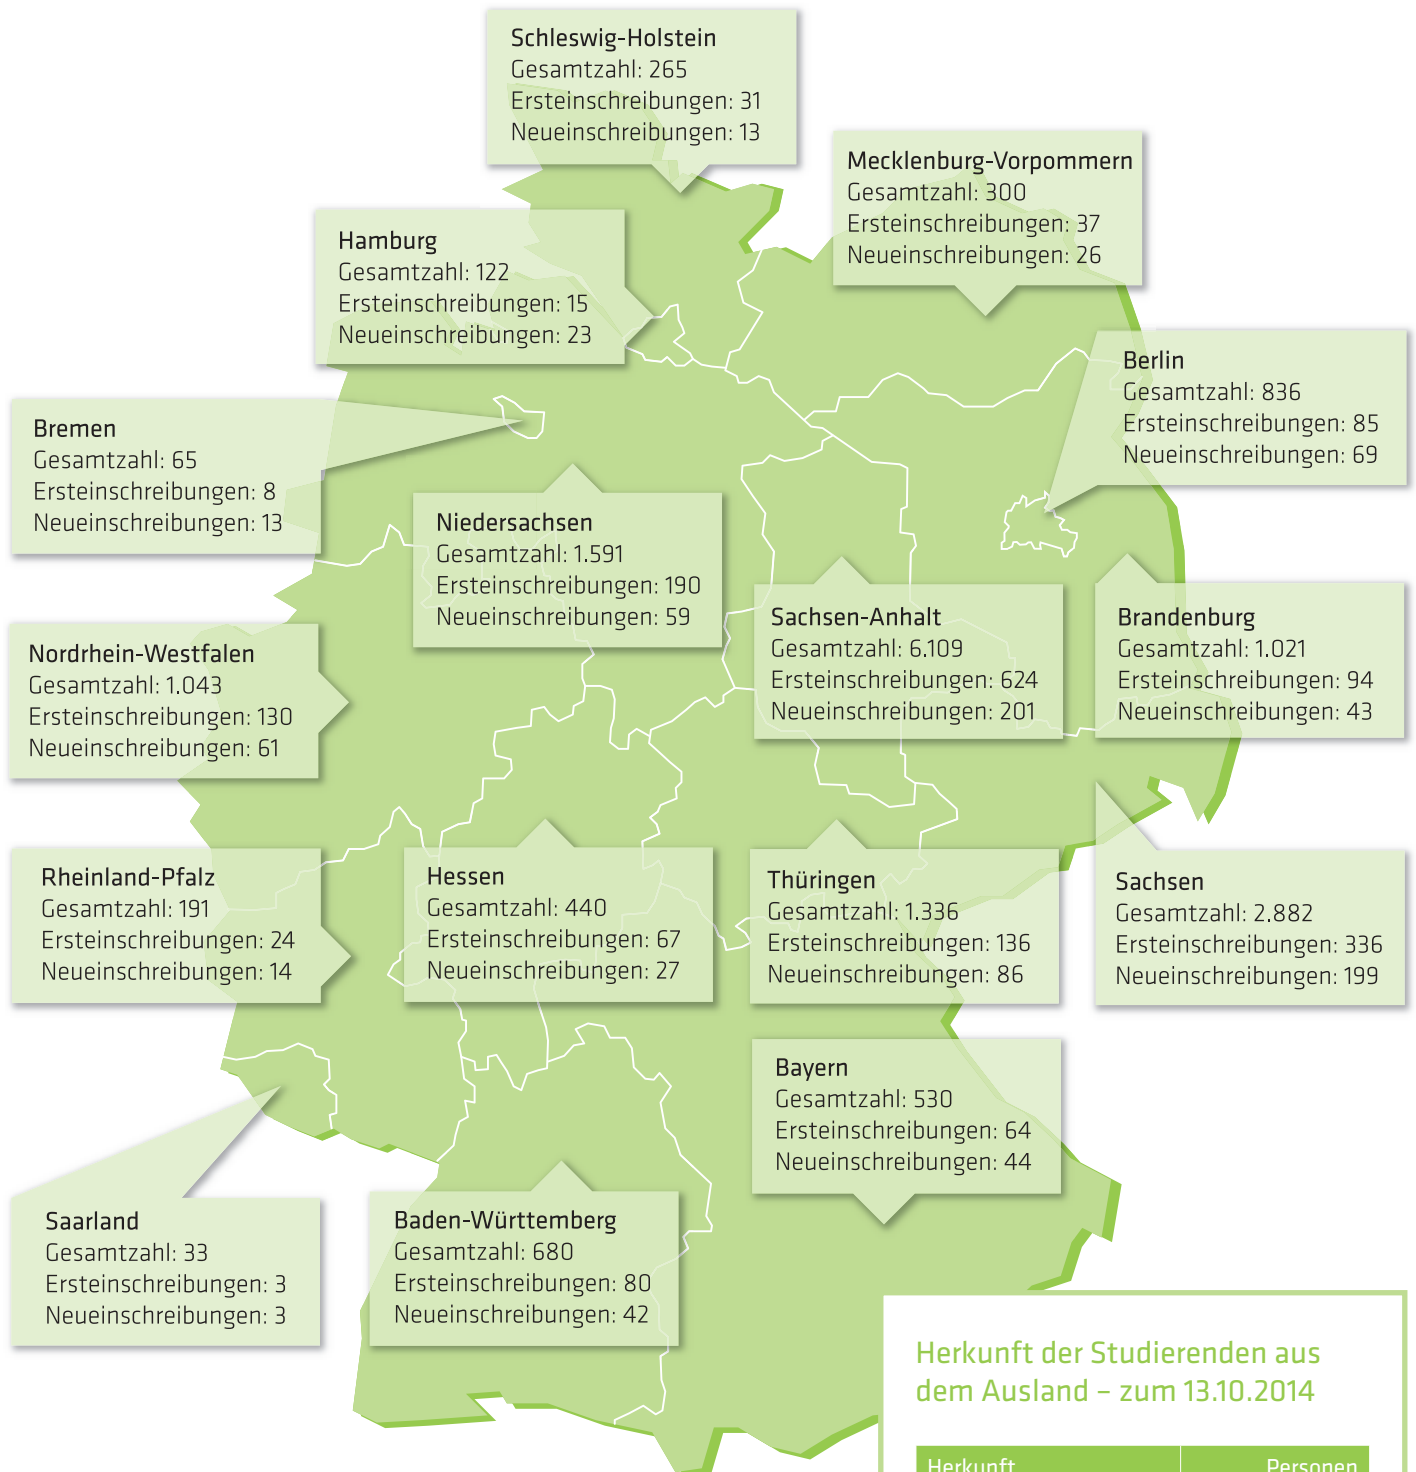 Schleswig-Holstein
Gesamtzahl: 265
Ersteinschreibungen: 31
Neueinschreibungen: 13
Mecklenburg-Vorpommern
Gesamtzahl: 300
Ersteinschreibungen: 37
Neueinschreibungen: 26
Hamburg
Gesamtzahl: 122
Ersteinschreibungen: 15
Neueinschreibungen: 23
Berlin
Gesamtzahl: 836
Ersteinschreibungen: 85
Neueinschreibungen: 69
Bremen
Gesamtzahl: 65
Ersteinschreibungen: 8
Neueinschreibungen: 13
Niedersachsen
Gesamtzahl: 1.591
Ersteinschreibungen: 190
Neueinschreibungen: 59
Sachsen-Anhalt
Gesamtzahl: 6.109
Ersteinschreibungen: 624
Neueinschreibungen: 201
Brandenburg
Gesamtzahl: 1.021
Ersteinschreibungen: 94
Neueinschreibungen: 43
Nordrhein-Westfalen
Gesamtzahl: 1.043
Ersteinschreibungen: 130
Neueinschreibungen: 61
Rheinland-Pfalz
Gesamtzahl: 191
Ersteinschreibungen: 24
Neueinschreibungen: 14
Hessen
Gesamtzahl: 440
Ersteinschreibungen: 67
Neueinschreibungen: 27
Thüringen
Gesamtzahl: 1.336
Ersteinschreibungen: 136
Neueinschreibungen: 86
Sachsen
Gesamtzahl: 2.882
Ersteinschreibungen: 336
Neueinschreibungen: 199
Bayern
Gesamtzahl: 530
Ersteinschreibungen: 64
Neueinschreibungen: 44
Saarland
Gesamtzahl: 33
Ersteinschreibungen: 3
Neueinschreibungen: 3
Baden-Württemberg
Gesamtzahl: 680
Ersteinschreibungen: 80
Neueinschreibungen: 42
Herkunft der Studierenden aus
dem Ausland – zum 13.10.2014
Herkunft Personen